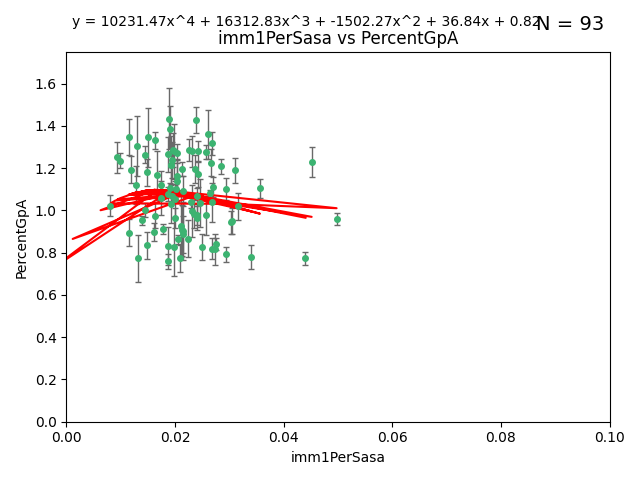 y = 10231.47x^4 + 16312.83x^3 + -1502.27x^2 + 36.84x + 0.82
N = 93
imm1PerSasa vs PercentGpA
1.6
1.4
1.2
1.0
0.8
0.6
0.4
0.2
0.0
PercentGpA
0.00 0.02 0.04 0.06 0.08 0.10
imm1PerSasa